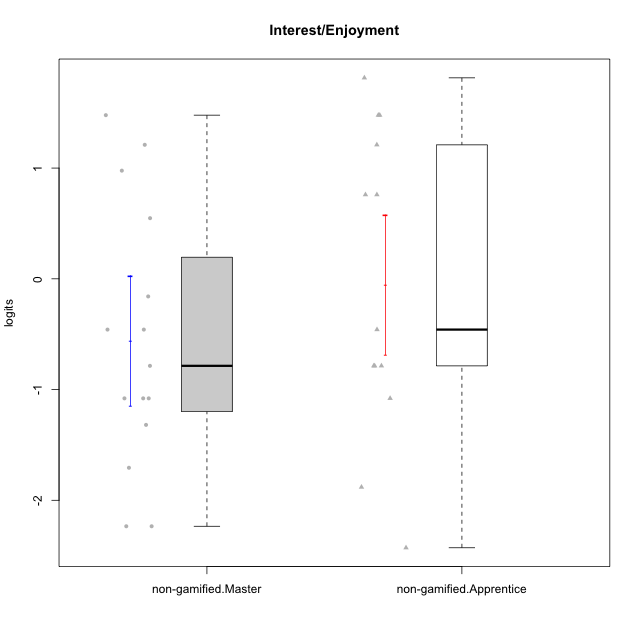 Interest/Enjoyment
logits
1
0
-1
-2
non-gamified.Master
non-gamified.Apprentice